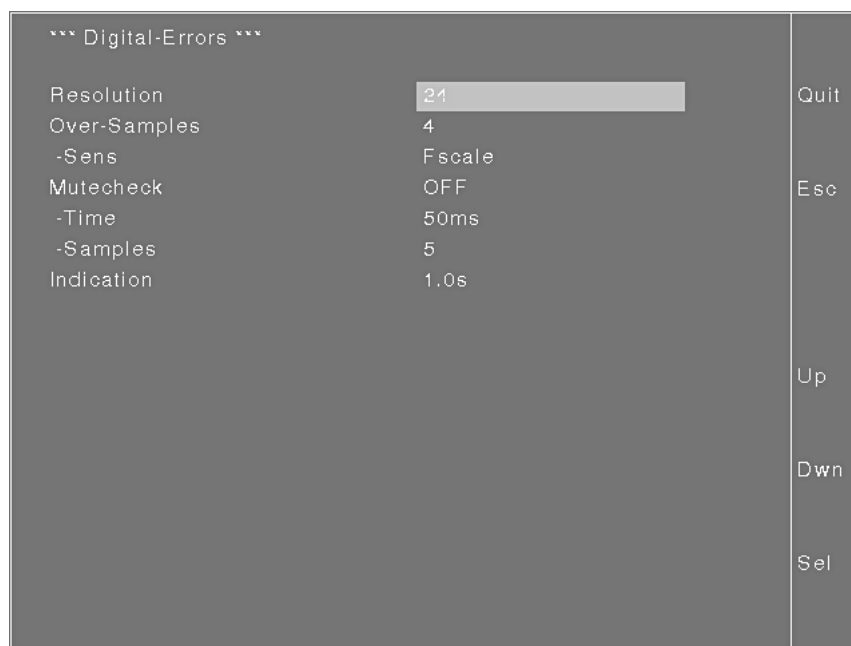 *** Digital-Errors ***
Resolution 24
Quit
Over-Samples 4
-Sens Fscale
Mutecheck OFF
Esc
-Time 50ms
-Samples 5
Indication 1.0s
Up
Dwn
Sel